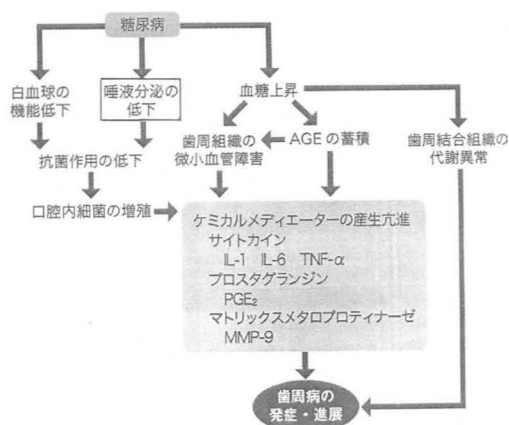 糖尿病
白血球の
機能低下
唾液分泌の
低下
血糖上昇
抗菌作用の低下
歯周組織の
微小血管障害
AGEの蓄積
歯周結合組織の
代謝異常
口腔内細菌の増殖
ケミカルメディエーターの産生亢進
サイトカイン
IL-1 IL-6 TNF-α
プロスタグランジン
PGE₂
マトリックスメタロプロティナーゼ
MMP-9
歯周病の
発症・進展